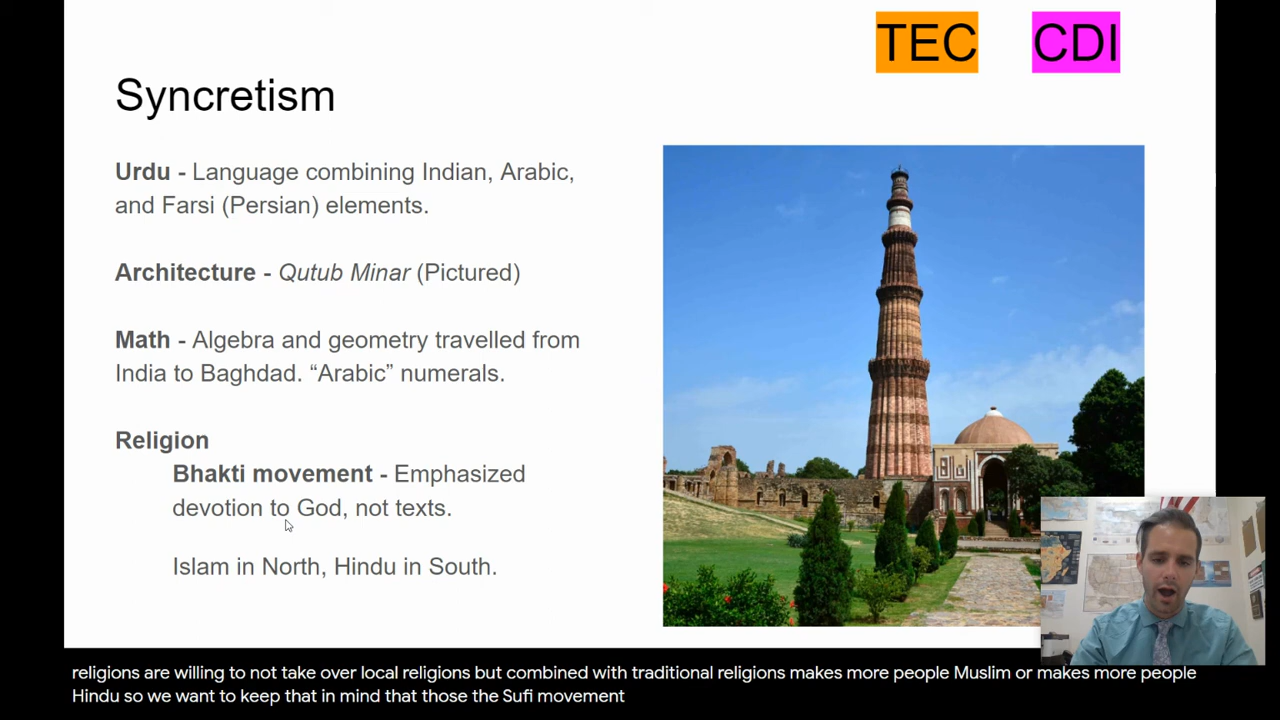 TEC CDI
Syncretism
Urdu - Language combining Indian, Arabic,
and Farsi (Persian) elements.
Architecture - Qutub Minar (Pictured)
Math - Algebra and geometry travelled from
India to Baghdad. “Arabic” numerals.
Religion
Bhakti movement - Emphasized
devotion to God, not texts.
Islam in North, Hindu in South.
religions are willing to not take over local religions but combined with traditional religions makes more people Muslim or makes more people
Hindu so we want to keep that in mind that those the Sufi movement